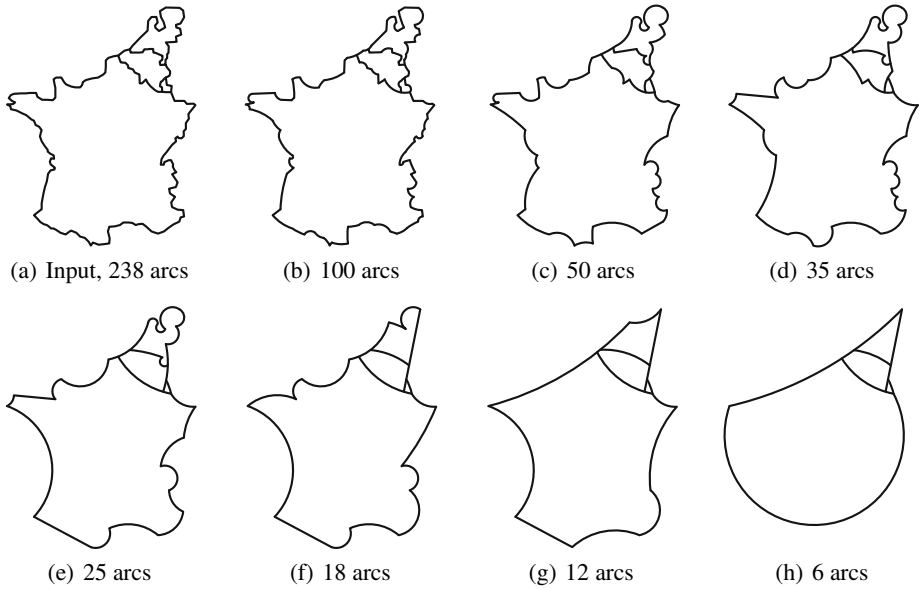 (a) Input, 238 arcs
(b) 100 arcs
(c) 50 arcs
(d) 35 arcs
(e) 25 arcs
(f) 18 arcs
(g) 12 arcs
(h) 6 arcs